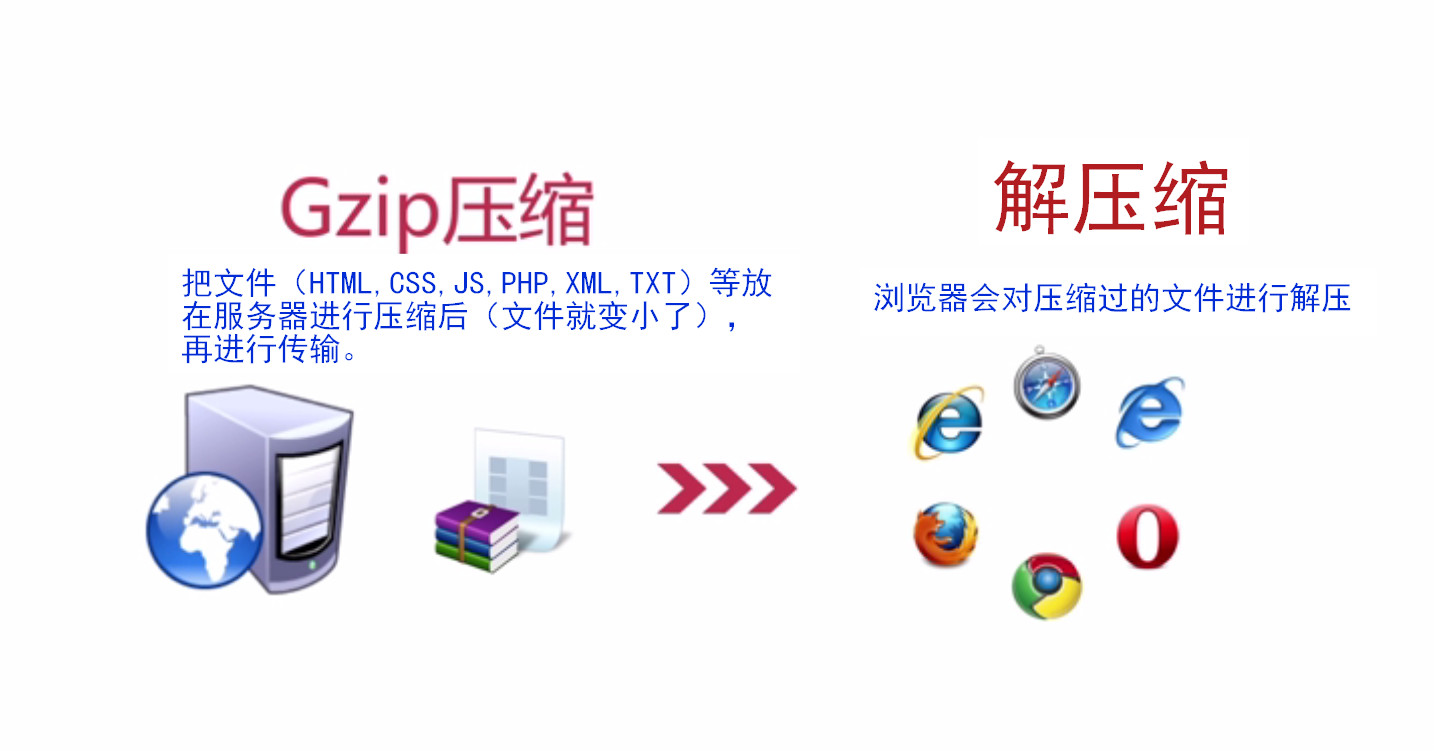 Gzip压缩
把文件（HTML,CSS,JS,PHP,XML,TXT）等放
在服务器进行压缩后（文件就变小了），
再进行传输。
解压缩
浏览器会对压缩过的文件进行解压